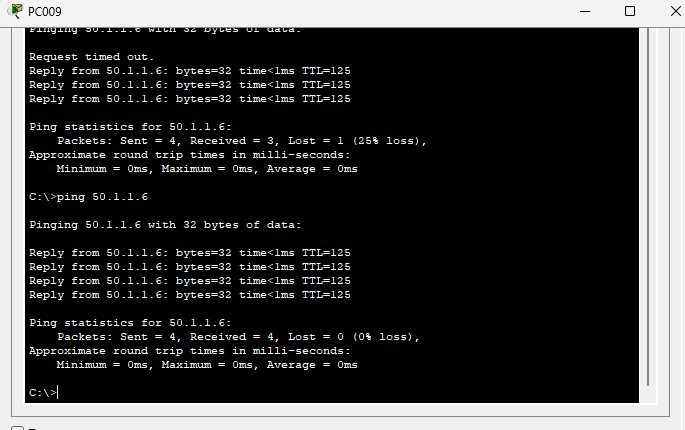 PC009
Pinging 50.1.1.6 with 32 bytes of data:
Request timed out.
Reply from 50.1.1.6: bytes=32 time<1ms TTL=125
Reply from 50.1.1.6: bytes=32 time<1ms TTL=125
Reply from 50.1.1.6: bytes=32 time<1ms TTL=125
Ping statistics for 50.1.1.6:
Packets: Sent = 4, Received = 3, Lost = 1 (25% loss),
Approximate round trip times in milli-seconds:
Minimum = 0ms, Maximum = 0ms, Average = 0ms
C:\>ping 50.1.1.6
Pinging 50.1.1.6 with 32 bytes of data:
Reply from 50.1.1.6: bytes=32 time<1ms TTL=125
Reply from 50.1.1.6: bytes=32 time<1ms TTL=125
Reply from 50.1.1.6: bytes=32 time<1ms TTL=125
Reply from 50.1.1.6: bytes=32 time<1ms TTL=125
Ping statistics for 50.1.1.6:
Packets: Sent = 4, Received = 4, Lost = 0 (0% loss),
Approximate round trip times in milli-seconds:
Minimum = 0ms, Maximum = 0ms, Average = 0ms
C:\>